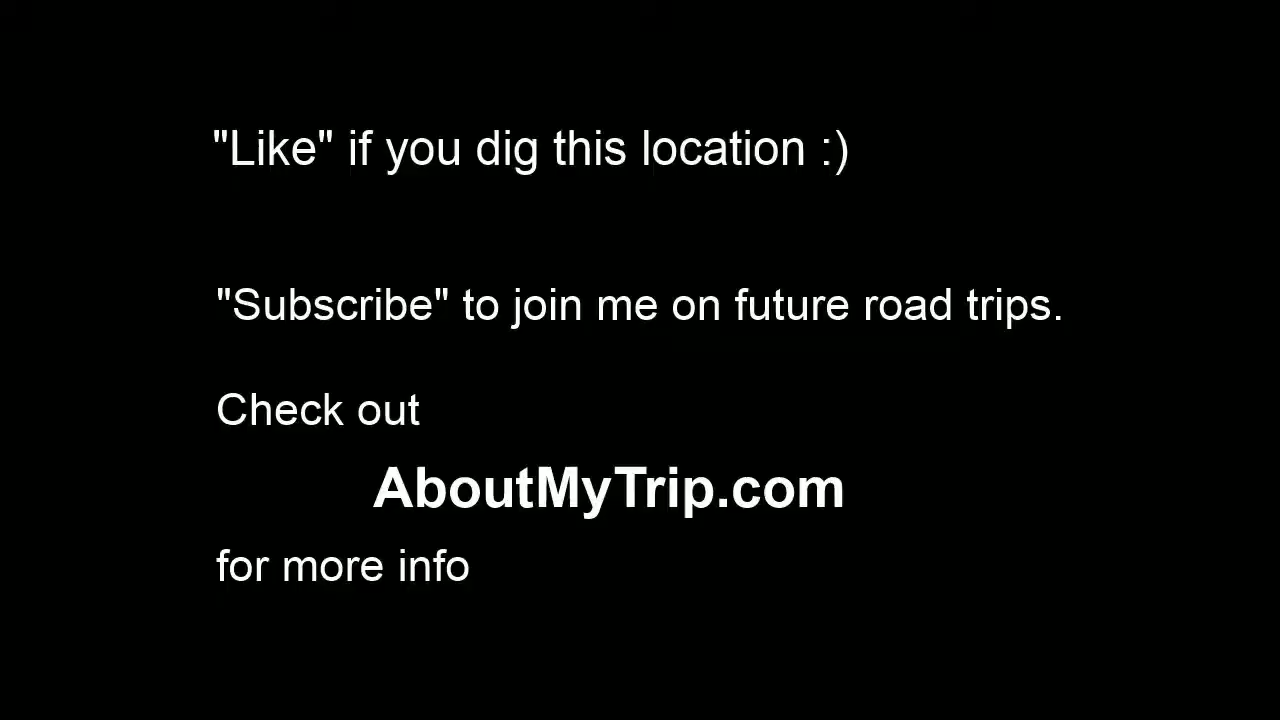 "Like" if you dig this location :)
"Subscribe" to join me on future road trips.
Check out
AboutMyTrip.com
for more info